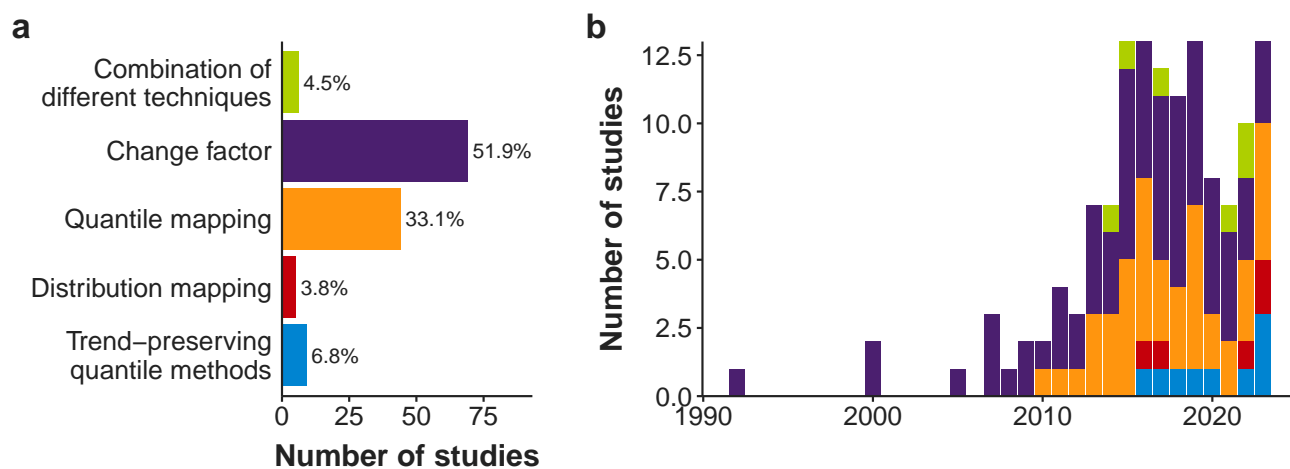 a
Combination of
different techniques
4.5%
Change factor
51.9%
Quantile mapping
33.1%
Distribution mapping
3.8%
Trend−preserving
quantile methods
6.8%
0 25 50 75
Number of studies
b
Number of studies
12.5
10.0
7.5
5.0
2.5
0.0
1990 2000 2010 2020